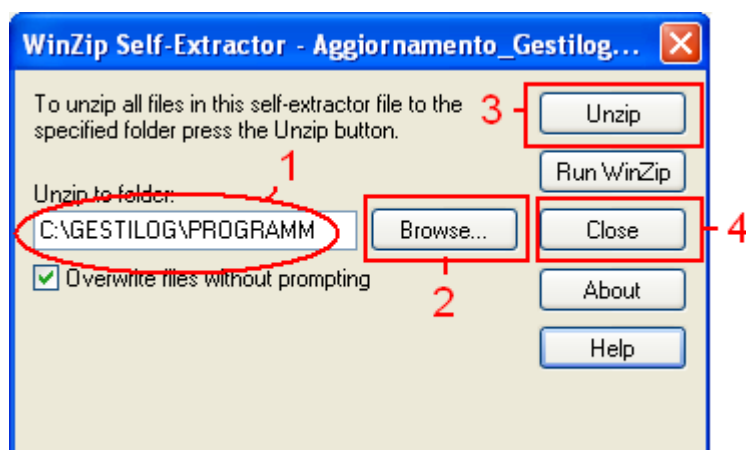 WinZip Self-Extractor - Aggiornamento_Gestilog...
To unzip all files in this self-extractor file to the
specified folder press the Unzip button.
3
Unzip
1
Run WinZip
Unzip to folder:
C:\GESTILOG\PROGRAMM
Browse...
Close
4
Overwrite files without prompting
2
About
Help